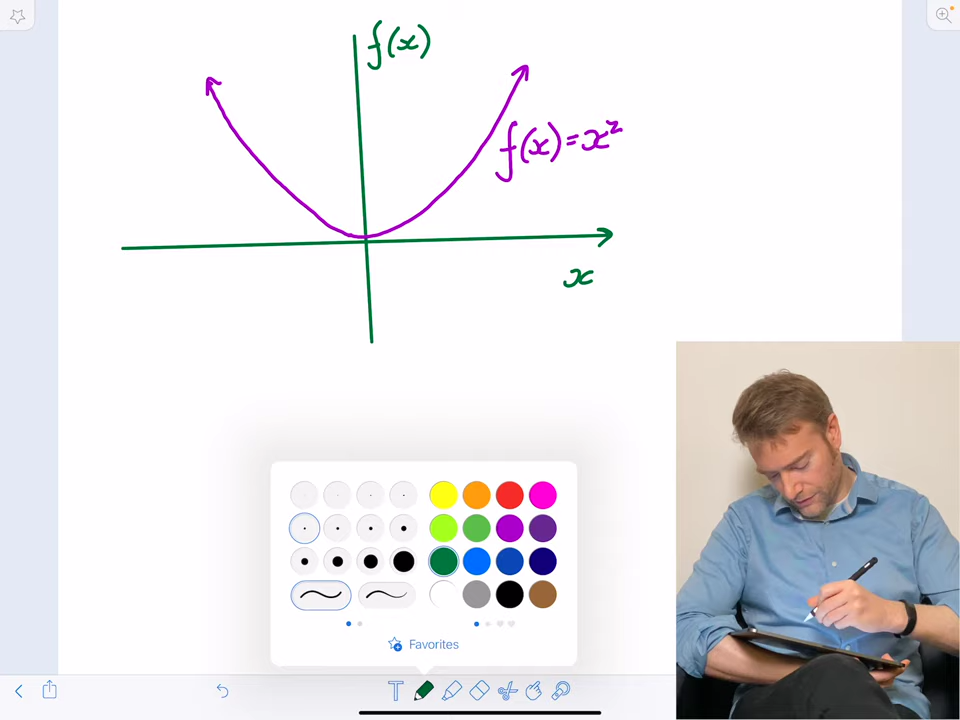 f(x)
f(x)=x²
x
Favorites
T